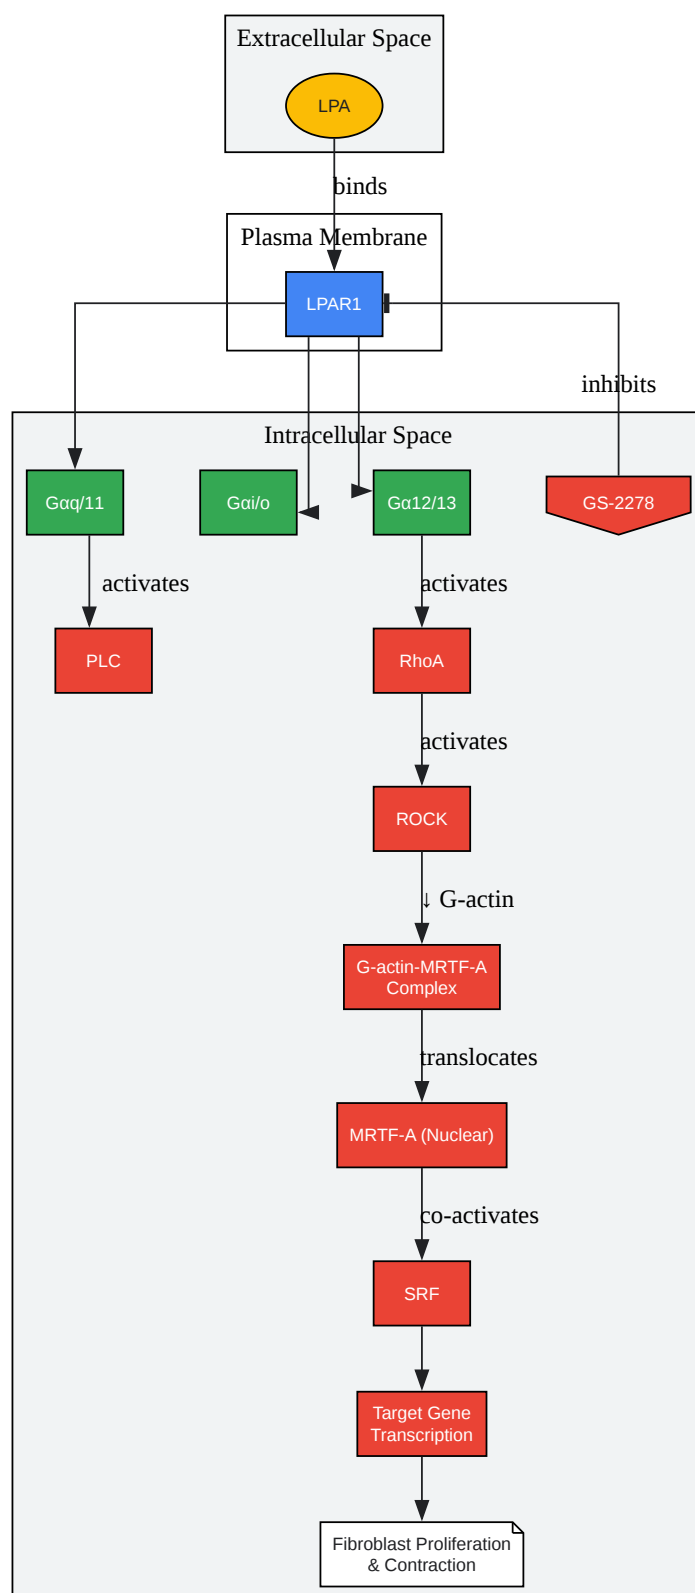 Extracellular Space
LPA
binds
Plasma Membrane
LPAR1
inhibits
Intracellular Space
Gαq/11
Gαi/o
Gα12/13
GS-2278
activates
activates
PLC
RhoA
activates
ROCK
↓ G-actin
G-actin-MRTF-A
Complex
translocates
MRTF-A (Nuclear)
co-activates
SRF
Target Gene
Transcription
Fibroblast Proliferation
& Contraction